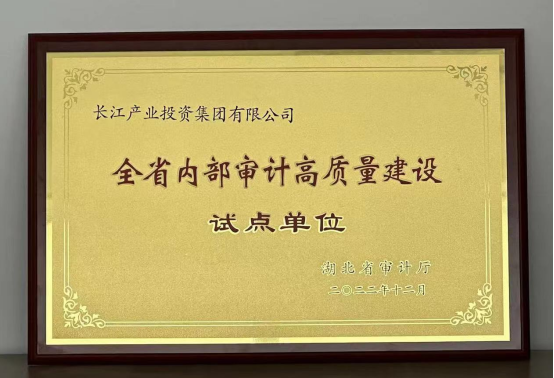 长江产业投资集团有限公司
全省内部审计高质量建设
试点单位
湖北省审计厅
二〇二二年十二月